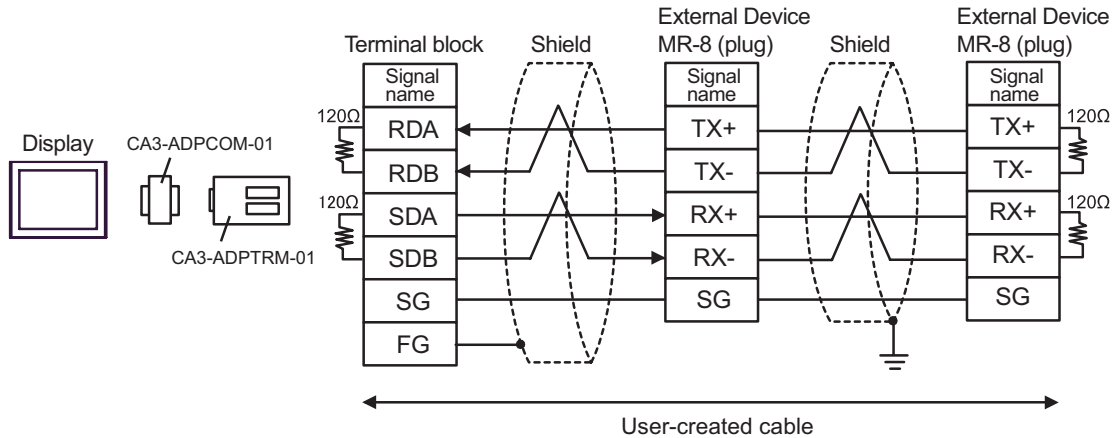 Display
CA3-ADPCOM-01
CA3-ADPTRM-01
Terminal block
Signal
name
RDA
RDB
SDA
SDB
SG
FG
120Ω
120Ω
Shield
External Device
MR-8 (plug)
Signal
name
TX+
TX-
RX+
RX-
SG
Shield
External Device
MR-8 (plug)
Signal
name
TX+
TX-
RX+
RX-
SG
120Ω
120Ω
User-created cable